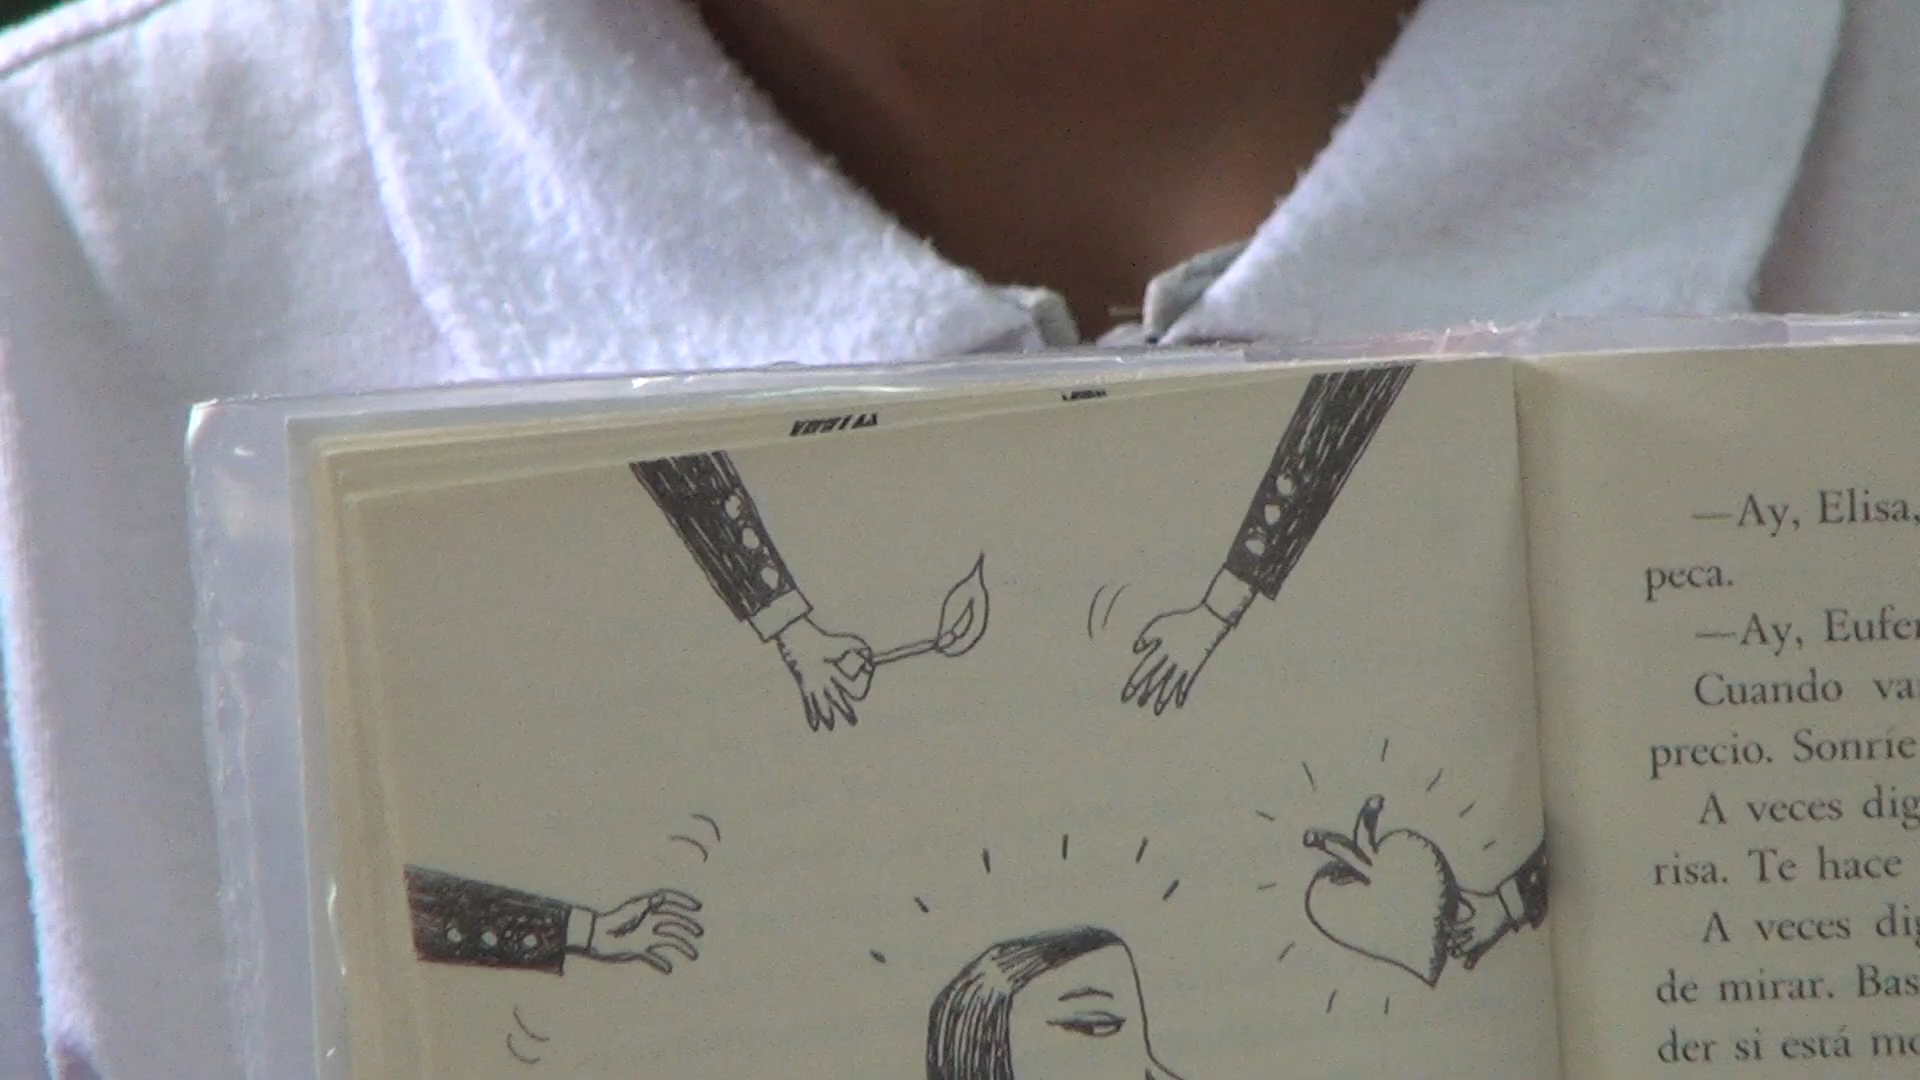 —Ay, Elisa,
peca.
—Ay, Eufe
Cuando va
precio. Sonríe
A veces dig
risa. Te hace
A veces dig
de mirar. Bas
der si está mo